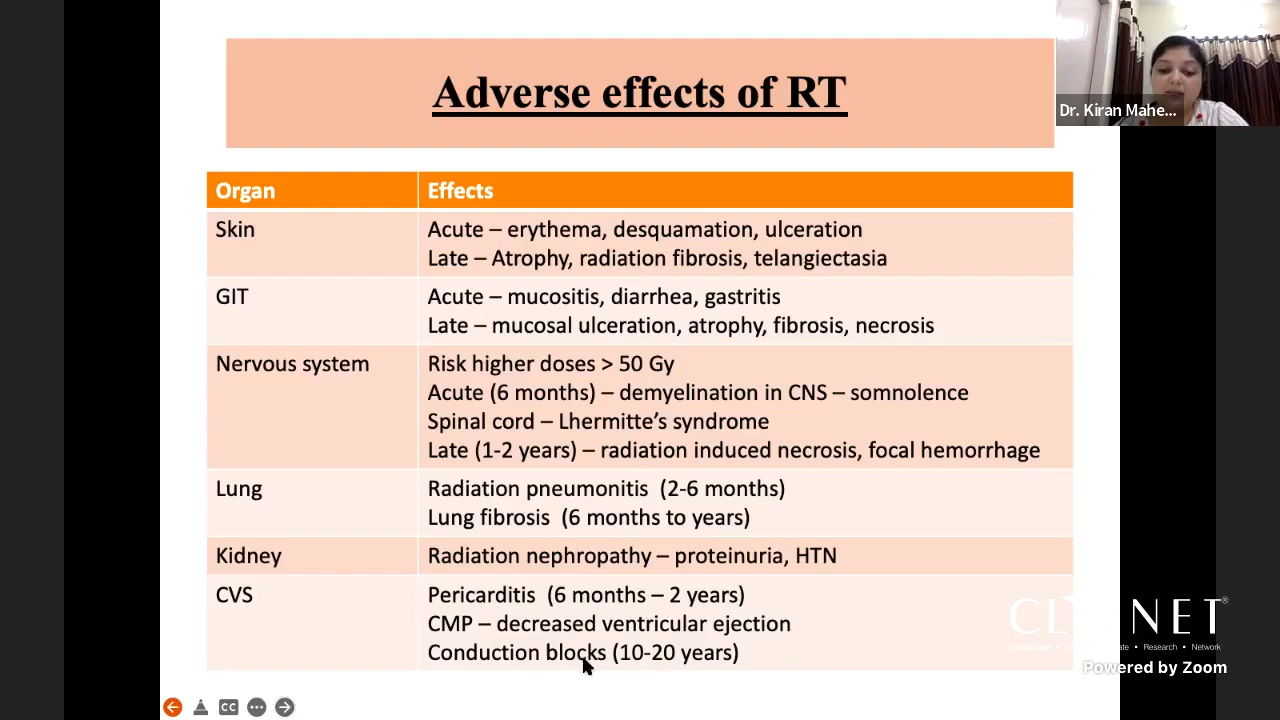 Adverse effects of RT
Dr. Kiran Mahe...
Organ
Effects
Skin
Acute – erythema, desquamation, ulceration
Late – Atrophy, radiation fibrosis, telangiectasia
GIT
Acute – mucositis, diarrhea, gastritis
Late – mucosal ulceration, atrophy, fibrosis, necrosis
Nervous system
Risk higher doses > 50 Gy
Acute (6 months) – demyelination in CNS – somnolence
Spinal cord – Lhermitte's syndrome
Late (1-2 years) – radiation induced necrosis, focal hemorrhage
Lung
Radiation pneumonitis (2-6 months)
Lung fibrosis (6 months to years)
Kidney
Radiation nephropathy – proteinuria, HTN
CVS
Pericarditis (6 months – 2 years)
CMP – decreased ventricular ejection
Conduction blocks (10-20 years)
NET®
• Research • Network
Powered by Zoom
CC